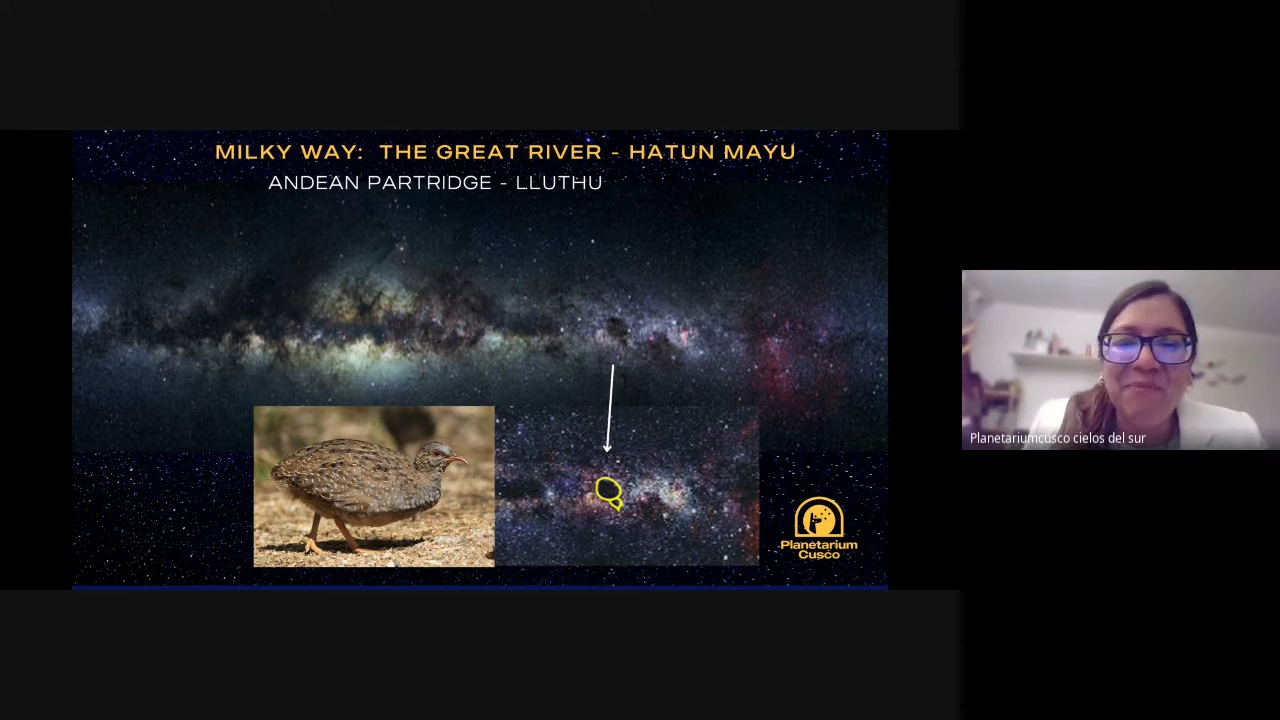 MILKY WAY: THE GREAT RIVER - HATUN MAYU
ANDEAN PARTRIDGE - LLUTHU
Planetarium
Cusco
Planetariumcusco cielos del sur